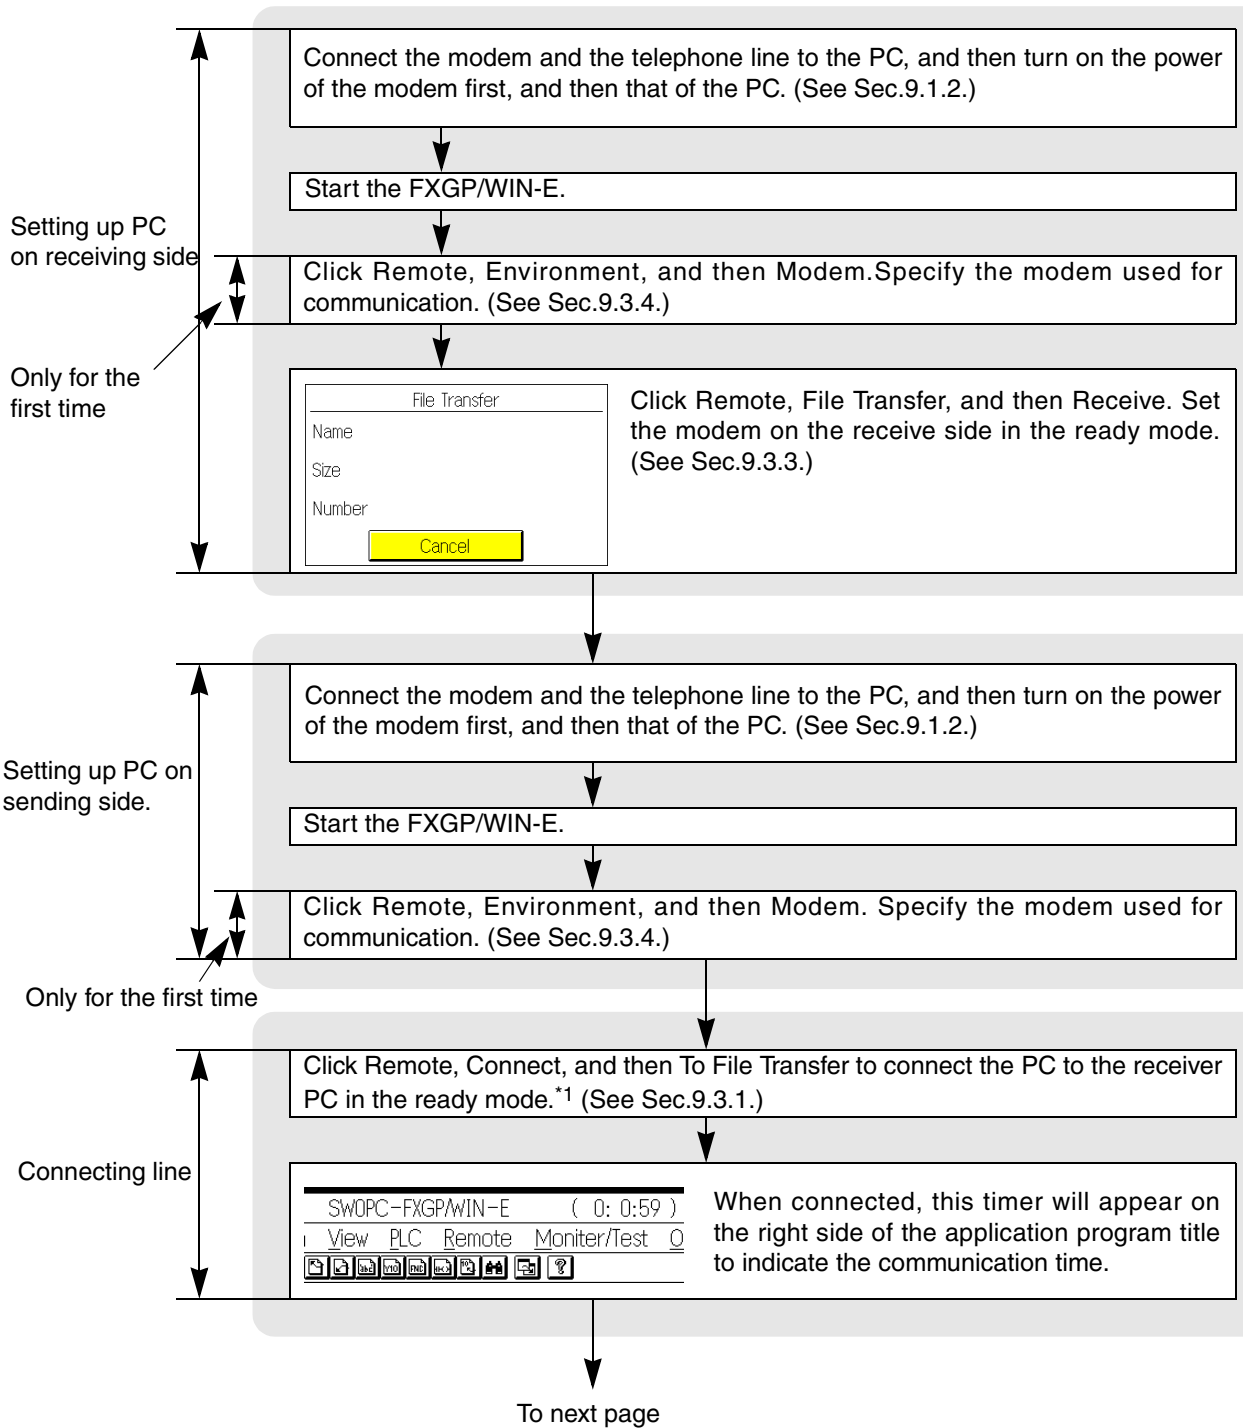 Connect the modem and the telephone line to the PC, and then turn on the power
of the modem first, and then that of the PC. (See Sec.9.1.2.)
Start the FXGP/WIN-E.
Setting up PC
on receiving side
Click Remote, Environment, and then Modem.Specify the modem used for
communication. (See Sec.9.3.4.)
Only for the
first time
File Transfer
Name
Size
Number
Cancel
Click Remote, File Transfer, and then Receive. Set
the modem on the receive side in the ready mode.
(See Sec.9.3.3.)
Connect the modem and the telephone line to the PC, and then turn on the power
of the modem first, and then that of the PC. (See Sec.9.1.2.)
Setting up PC on
sending side.
Start the FXGP/WIN-E.
Click Remote, Environment, and then Modem. Specify the modem used for
communication. (See Sec.9.3.4.)
Only for the first time
Click Remote, Connect, and then To File Transfer to connect the PC to the receiver
PC in the ready mode.*1 (See Sec.9.3.1.)
Connecting line
SW0PC-FXGP/WIN-E ( 0: 0:59 )
View PLC Remote Moniter/Test O
When connected, this timer will appear on
the right side of the application program title
to indicate the communication time.
To next page